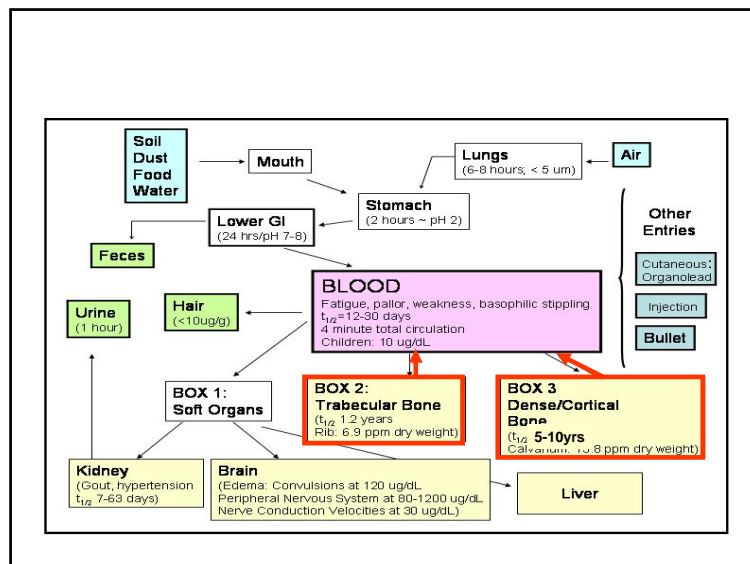 Soil
Dust
Food
Water
Mouth
Lungs
(6-8 hours; < 5 um)
Air
Stomach
(2 hours ~ pH 2)
Lower GI
(24 hrs/pH 7-8)
Feces
Other
Entries
Cutaneous:
Organolead
Injection
Bullet
BLOOD
Fatigue, pallor, weakness, basophilic stippling
t1/2=12-30 days
4 minute total circulation
Children: 10 ug/dL
Hair
(<10ug/g)
Urine
(1 hour)
BOX 1:
Soft Organs
BOX 2:
Trabecular Bone
(t1/2 1.2 years
Rib: 6.9 ppm dry weight)
BOX 3
Dense/Cortical
Bone
(t1/2 5-10yrs
Calvarium: ppm dry weight)
Kidney
(Gout, hypertension
t1/2 7-63 days)
Brain
(Edema: Convulsions at 120 ug/dL
Peripheral Nervous System at 80-1200 ug/dL
Nerve Conduction Velocities at 30 ug/dL)
Liver